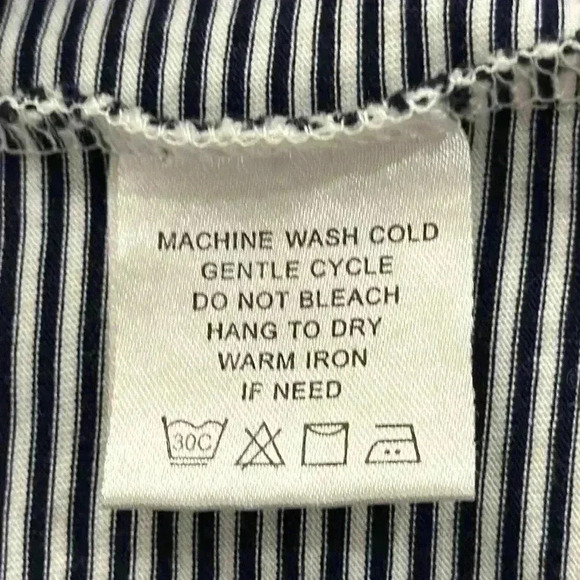 MACHINE WASH COLD
GENTLE CYCLE
DO NOT BLEACH
HANG TO DRY
WARM IRON
IF NEED
30C